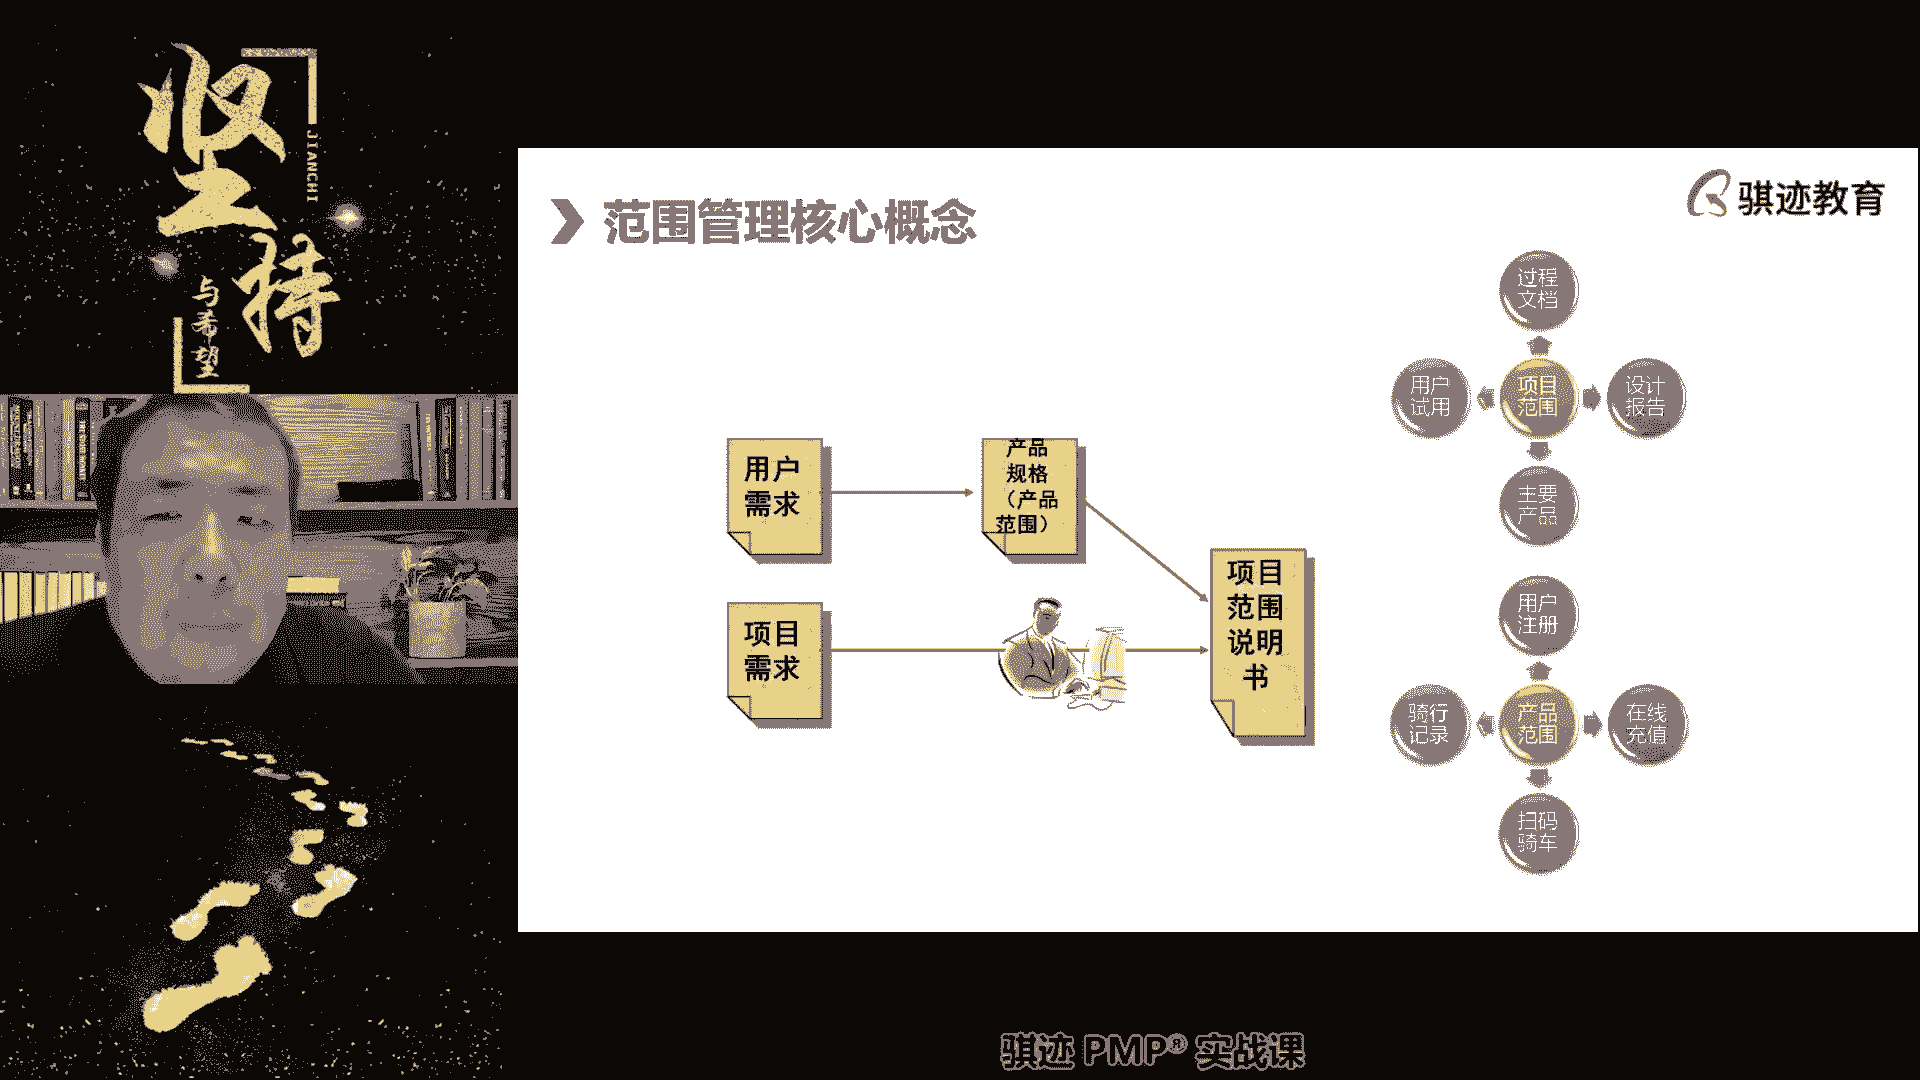 坚持
JIANCHI
与希望
范围管理核心概念
骐迹教育
用户
需求
产品
规格
（产品
范围）
项目
需求
项目
范围
说明
书
过程
文档
用户
试用
项目
范围
设计
报告
主要
产品
用户
注册
骑行
记录
产品
范围
在线
充值
扫码
骑车
骐迹 PMP® 实战课